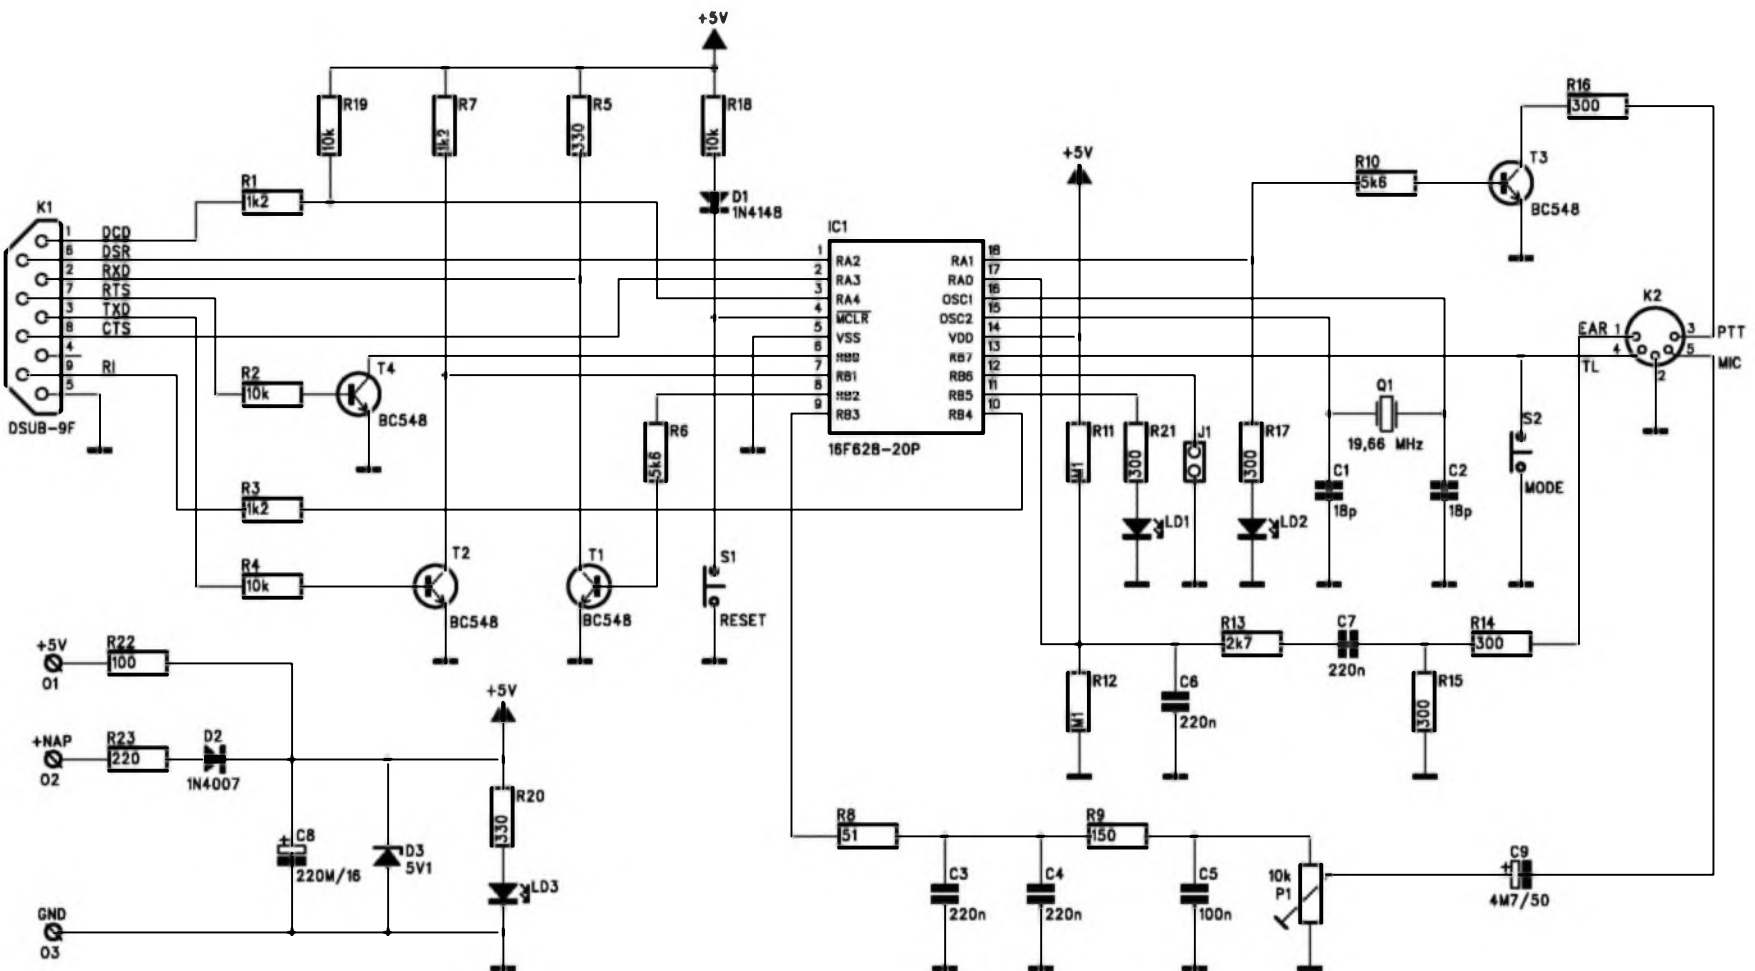 +5V
R19
10k
R7
1k2
R5
330
R18
10k
D1
1N4148
R1
1k2
K1
1
DCD
6
DSR
2
RXD
7
RTS
3
TXD
8
CTS
4
9
RI
5
DSUB-9F
R2
10k
T4
BC548
R3
1k2
R4
10k
T2
BC548
T1
BC548
R6
5k6
S1
RESET
IC1
1
RA2
2
RA3
3
RA4
4
MCLR
5
VSS
6
RB0
7
RB1
8
RB2
9
RB3
18
RA1
17
RA0
16
OSC1
15
OSC2
14
VDD
13
RB7
12
RB6
11
RB5
10
RB4
16F628-20P
+5V
R11
M1
R21
300
J1
R17
300
LD1
LD2
R10
5k6
T3
BC548
R16
300
K2
EAR
1
3
PTT
4
5
TL
2
MIC
Q1
19,66 MHz
C1
18p
C2
18p
S2
MODE
R13
2k7
C7
220n
R14
300
R12
M1
C6
220n
R15
300
+5V
O1
R22
100
+NAP
O2
R23
220
D2
1N4007
+5V
R20
330
+
C8
220M/16
D3
5V1
LD3
GND
O3
R8
51
R9
150
C3
220n
C4
220n
C5
100n
10k
P1
+
C9
4M7/50